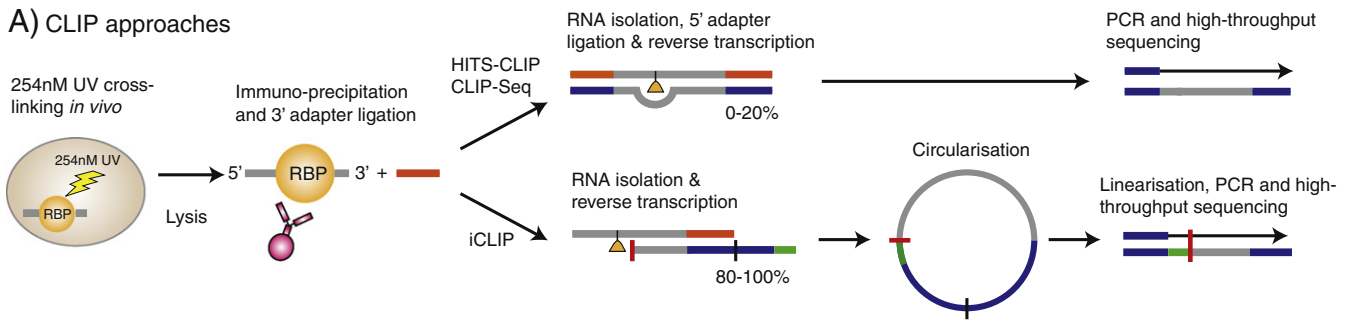 A) CLIP approaches
254nM UV cross-
linking in vivo
254nM UV
RBP
Lysis
Immuno-precipitation
and 3' adapter ligation
5' RBP 3' +
HITS-CLIP
CLIP-Seq
iCLIP
RNA isolation, 5' adapter
ligation & reverse transcription
0-20%
PCR and high-throughput
sequencing
RNA isolation &
reverse transcription
80-100%
Circularisation
Linearisation, PCR and high-
throughput sequencing